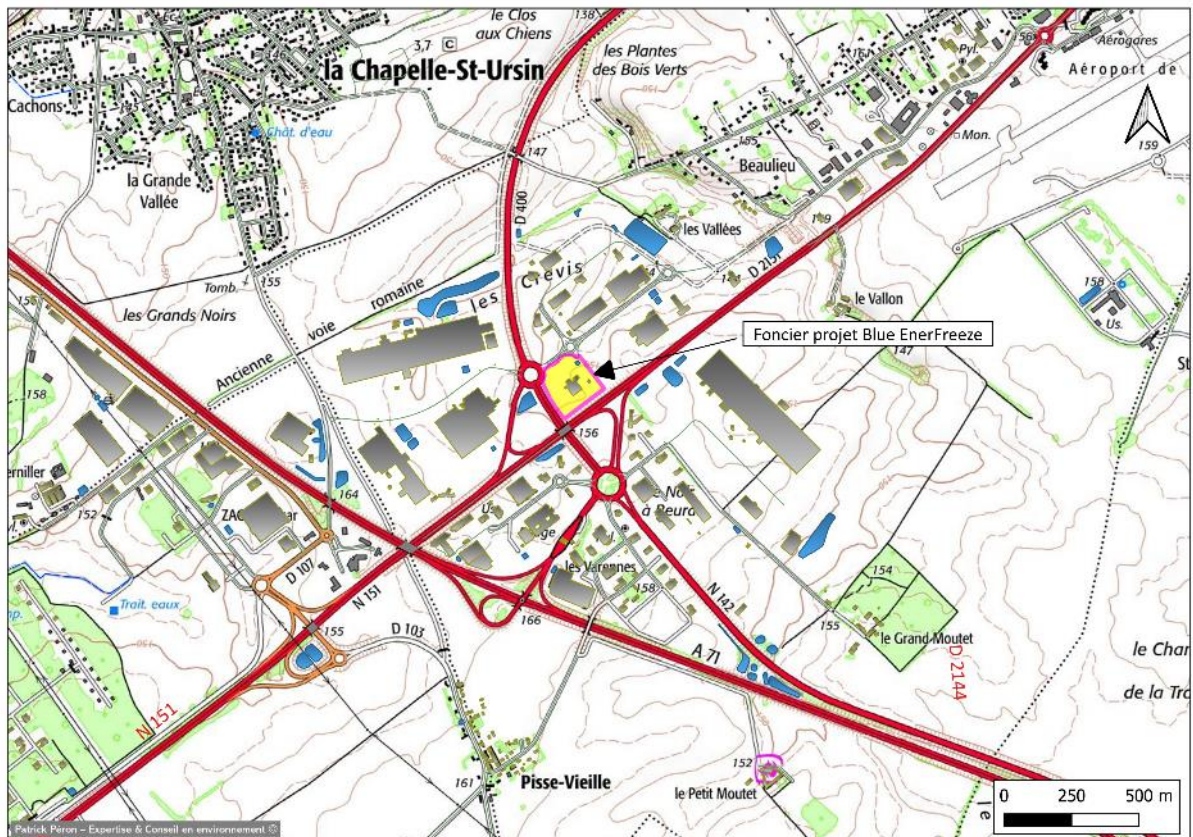 le Clos
aux Chiens
138
3,7 C
la Chapelle-St-Ursin
les Plantes
des Bois Verts
Pyl.
156
Aérogares
Aéroport de
Cachons
Chât. d'eau
Mon.
159
147
155
Beaulieu
la Grande
Vallée
D 400
les Vallées
155
Tomb.
romaine
les Crevis
D 2151
les Grands Noirs
voie
le Vallon
158
Us.
Ancienne
Foncier projet Blue EnerFreeze
147
158
156
164
152
ZAC
les Varennes
158
154
D 107
Trait. eaux
N 151
155
D 103
166
N 142
155
le Grand Moutet
A 71
D 2144
le Char
de la Tro
N 151
161
Pisse-Vieille
152
le Petit Moutet
0 250 500 m
Patrick Péron – Expertise & Conseil en environnement ©